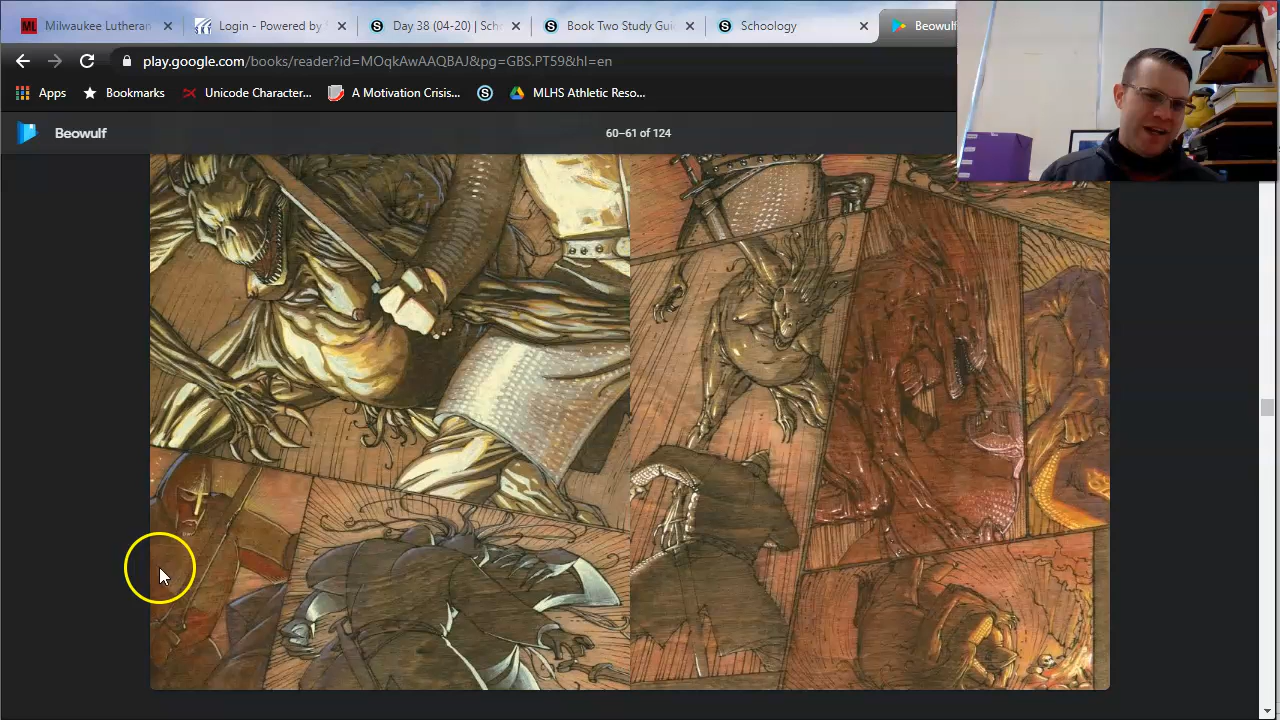 ML Milwaukee Lutheran
Login - Powered by
S Day 38 (04-20) | Sch
S Book Two Study Gui
S Schoology
Beowulf
play.google.com/books/reader?id=MOqkAwAAQBAJ&pg=GBS.PT59&hl=en
Apps Bookmarks Unicode Character... A Motivation Crisis... S MLHS Athletic Reso...
Beowulf 60–61 of 124